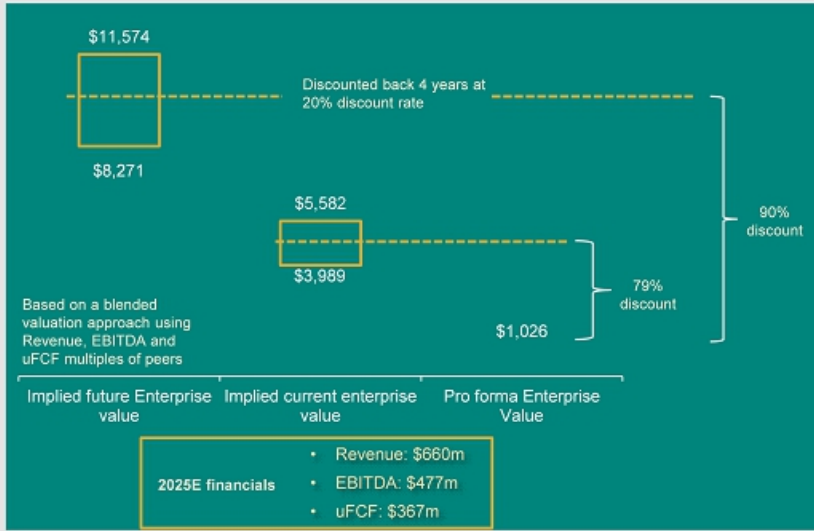 $11,574
Discounted back 4 years at
20% discount rate
$8,271
$5,582
90%
discount
$3,989
79%
discount
Based on a blended
valuation approach using
Revenue, EBITDA and
uFCF multiples of peers
$1,026
Implied future Enterprise
value
Implied current enterprise
value
Pro forma Enterprise
Value
2025E financials
• Revenue: $660m
• EBITDA: $477m
• uFCF: $367m